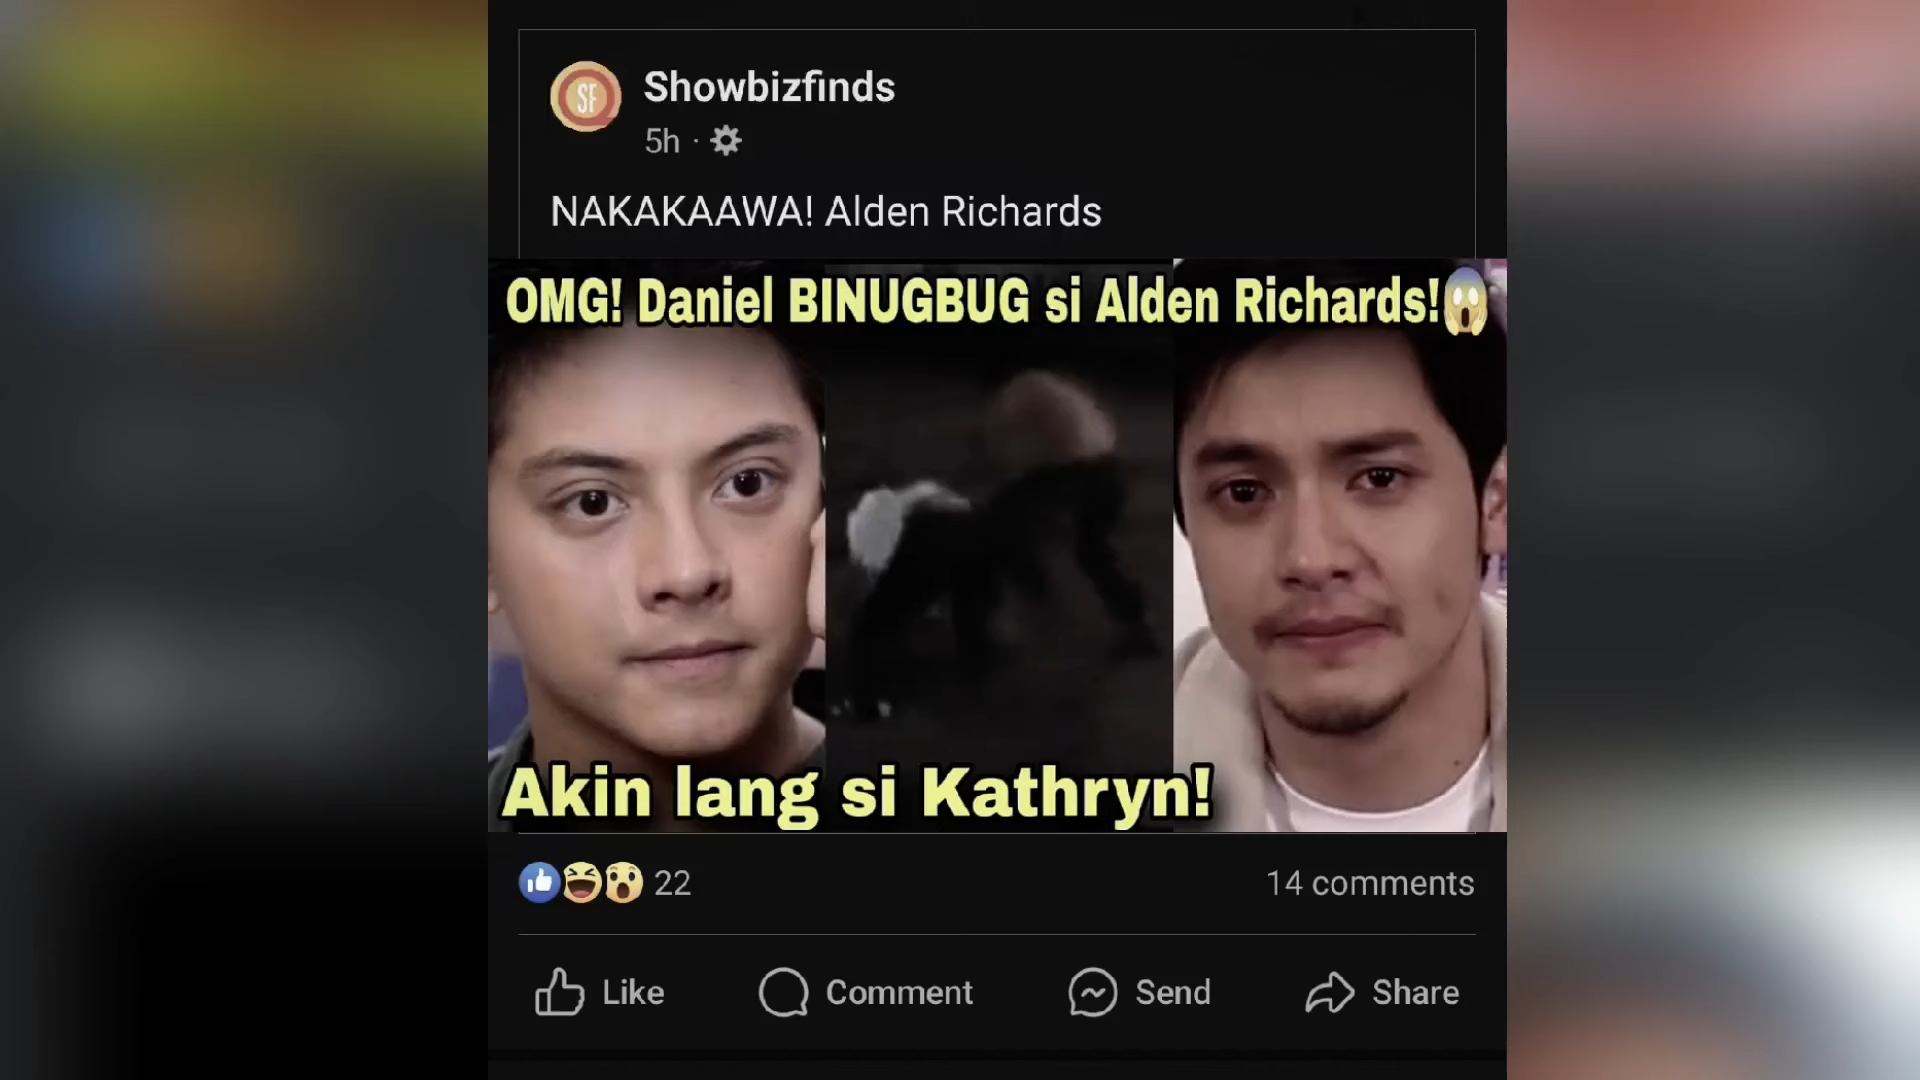 SF
Showbizfinds
5h ·
NAKAKAAWA! Alden Richards
OMG! Daniel BINUGBUG si Alden Richards!😱
Akin lang si Kathryn!
22
14 comments
Like
Comment
Send
Share